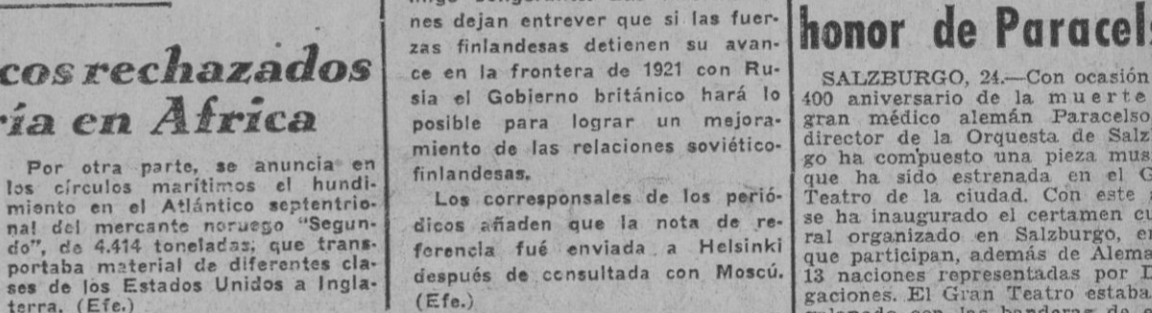 cos rechazados
ría en Africa
Por otra parte, se anuncia en
los círculos marítimos el hundi-
miento en el Atlántico septentrio-
nal del mercante noruego "Segun-
do", de 4.414 toneladas; que trans-
portaba material de diferentes cla-
ses de los Estados Unidos a Ingla-
terra. (Efe.)
nes dejan entrever que si las fuer-
zas finlandesas detienen su avan-
ce en la frontera de 1921 con Ru-
sia el Gobierno británico hará lo
posible para lograr un mejora-
miento de las relaciones soviético-
finlandesas.
Los corresponsales de los perió-
dicos añaden que la nota de re-
ferencia fué enviada a Helsinki
después de consultada con Moscú.
(Efe.)
honor de Paracels
SALZBURGO, 24.—Con ocasión
400 aniversario de la muerte
gran médico alemán Paracelso
director de la Orquesta de Salz
go ha compuesto una pieza mus
que ha sido estrenada en el G
Teatro de la ciudad. Con este
se ha inaugurado el certamen cu
ral organizado en Salzburgo, e
que participan, además de Alema
13 naciones representadas por D
gaciones. El Gran Teatro estaba